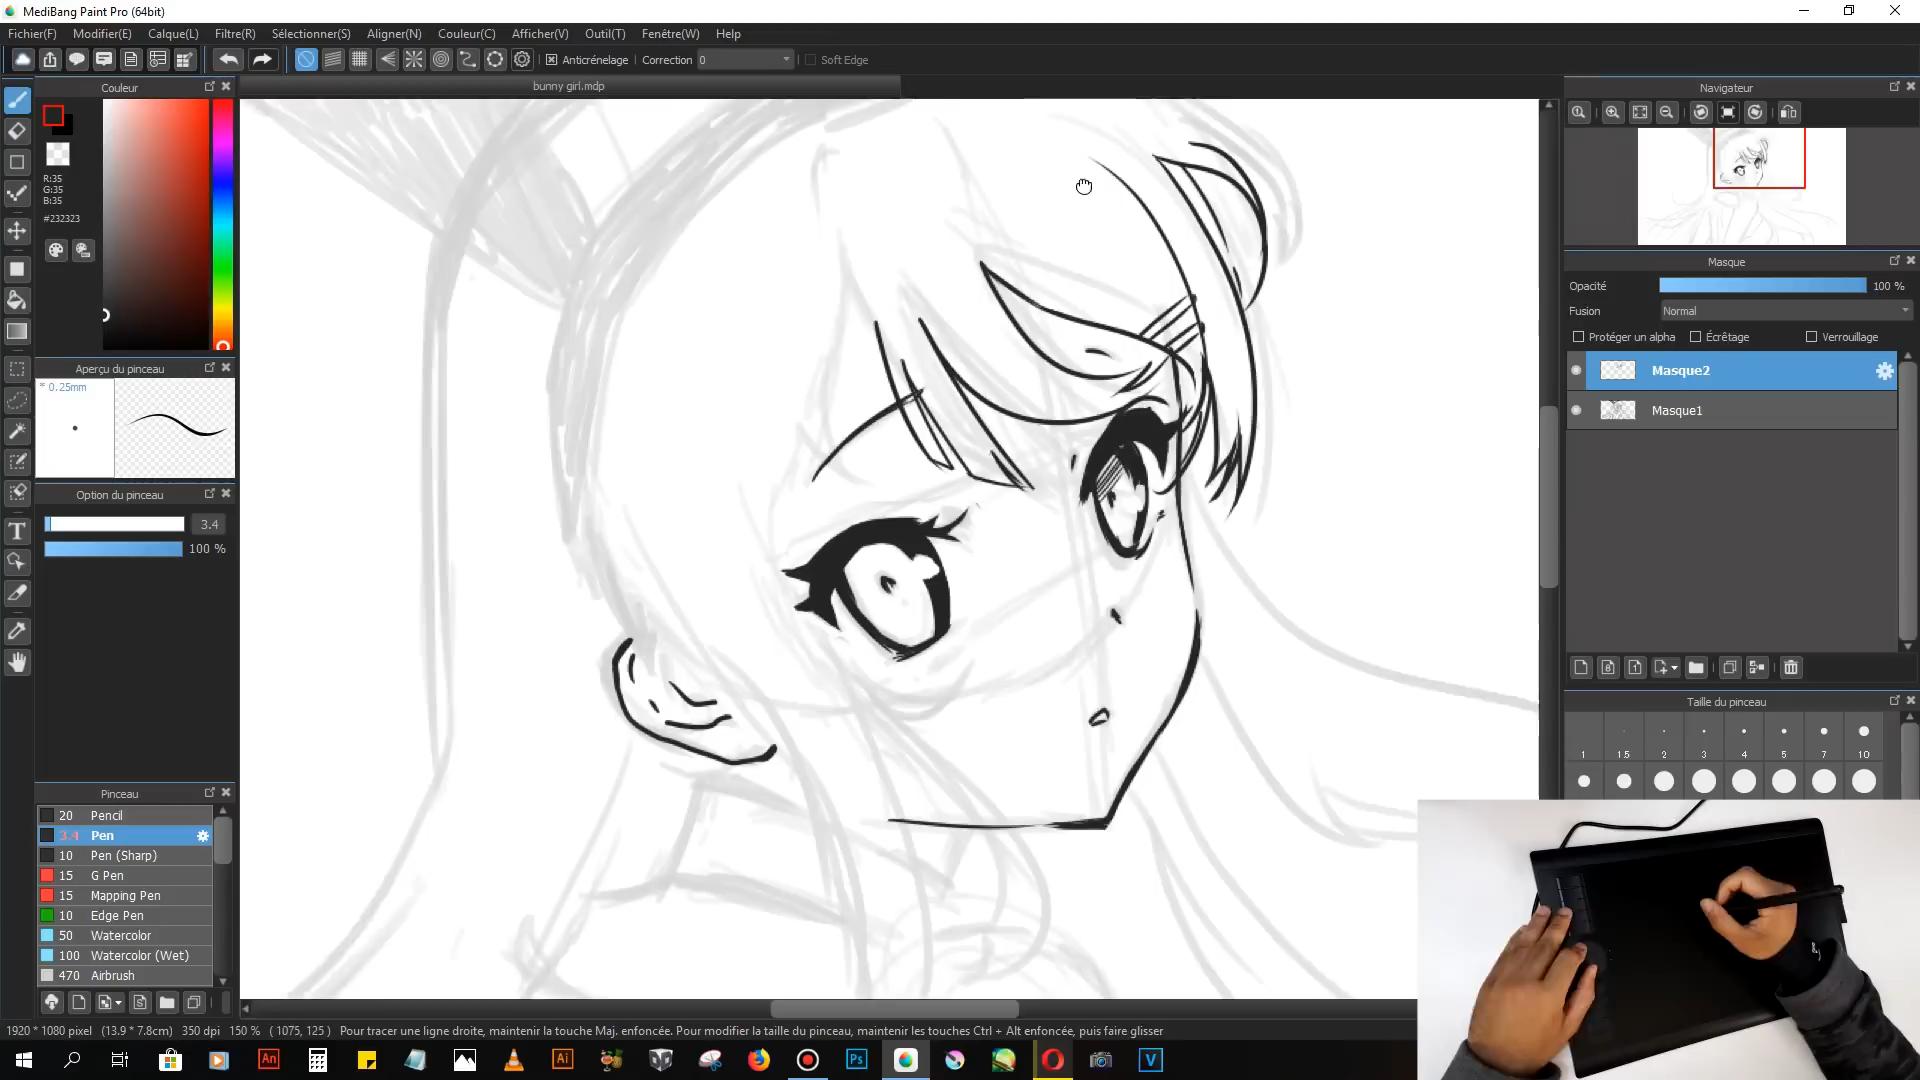 MediBang Paint Pro (64bit)
Fichier(F) Modifier(E) Calque(L) Filtre(R) Sélectionner(S) Aligner(N) Couleur(C) Afficher(V) Outil(T) Fenêtre(W) Help
Anticrénelage Correction 0 Soft Edge
Couleur
bunny girl.mdp
Navigateur
R:35
G:35
B:35
#232323
Masque
Opacité 100 %
Fusion Normal
Protéger un alpha Écrêtage Verrouillage
Aperçu du pinceau
* 0.25mm
Masque2
Masque1
Option du pinceau
3.4
100 %
Taille du pinceau
1 1.5 2 3 4 5 7 10
Pinceau
20 Pencil
3.4 Pen
10 Pen (Sharp)
15 G Pen
15 Mapping Pen
10 Edge Pen
50 Watercolor
100 Watercolor (Wet)
470 Airbrush
1920 * 1080 pixel (13.9 * 7.8cm) 350 dpi 150 % ( 1075, 125 ) Pour tracer une ligne droite, maintenir la touche Maj. enfoncée. Pour modifier la taille du pinceau, maintenir les touches Ctrl + Alt enfoncée, puis faire glisser
An Ai Ps V